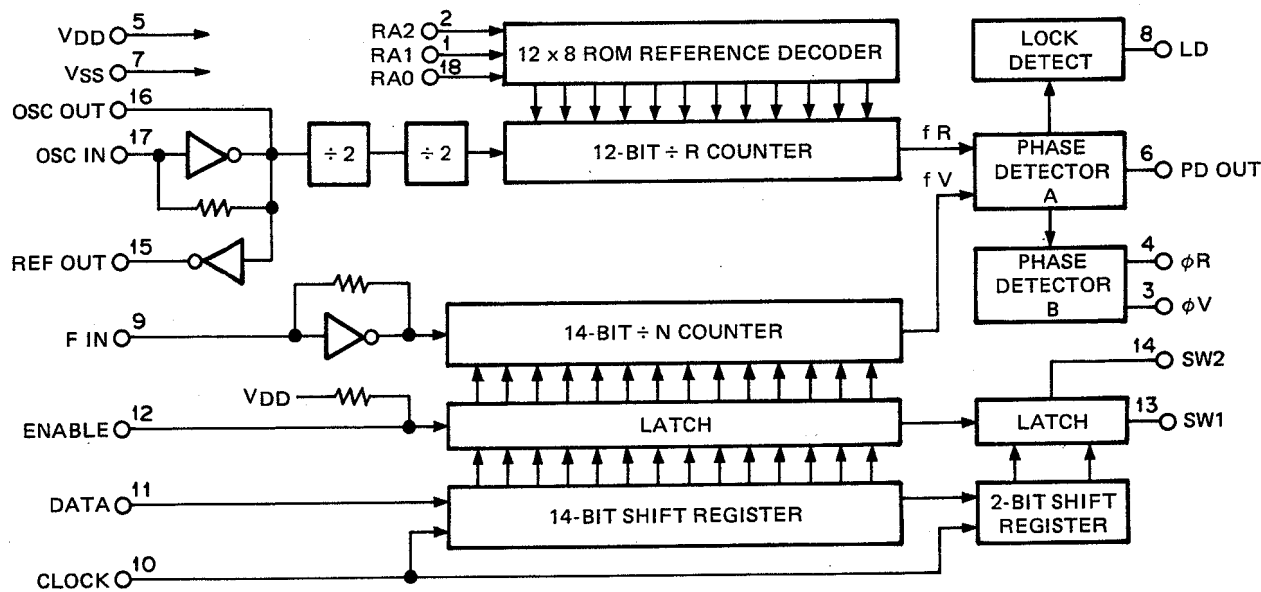 VDD 5
VSS 7
OSC OUT 16
OSC IN 17
REF OUT 15
F IN 9
VDD
ENABLE 12
DATA 11
CLOCK 10
RA2 2
RA1 1
RA0 18
12 x 8 ROM REFERENCE DECODER
÷ 2
÷ 2
12-BIT ÷ R COUNTER
f R
f V
14-BIT ÷ N COUNTER
LATCH
14-BIT SHIFT REGISTER
LOCK
DETECT
8 LD
PHASE
DETECTOR
A
6 PD OUT
PHASE
DETECTOR
B
4 ϕR
3 ϕV
14 SW2
LATCH
13 SW1
2-BIT SHIFT
REGISTER